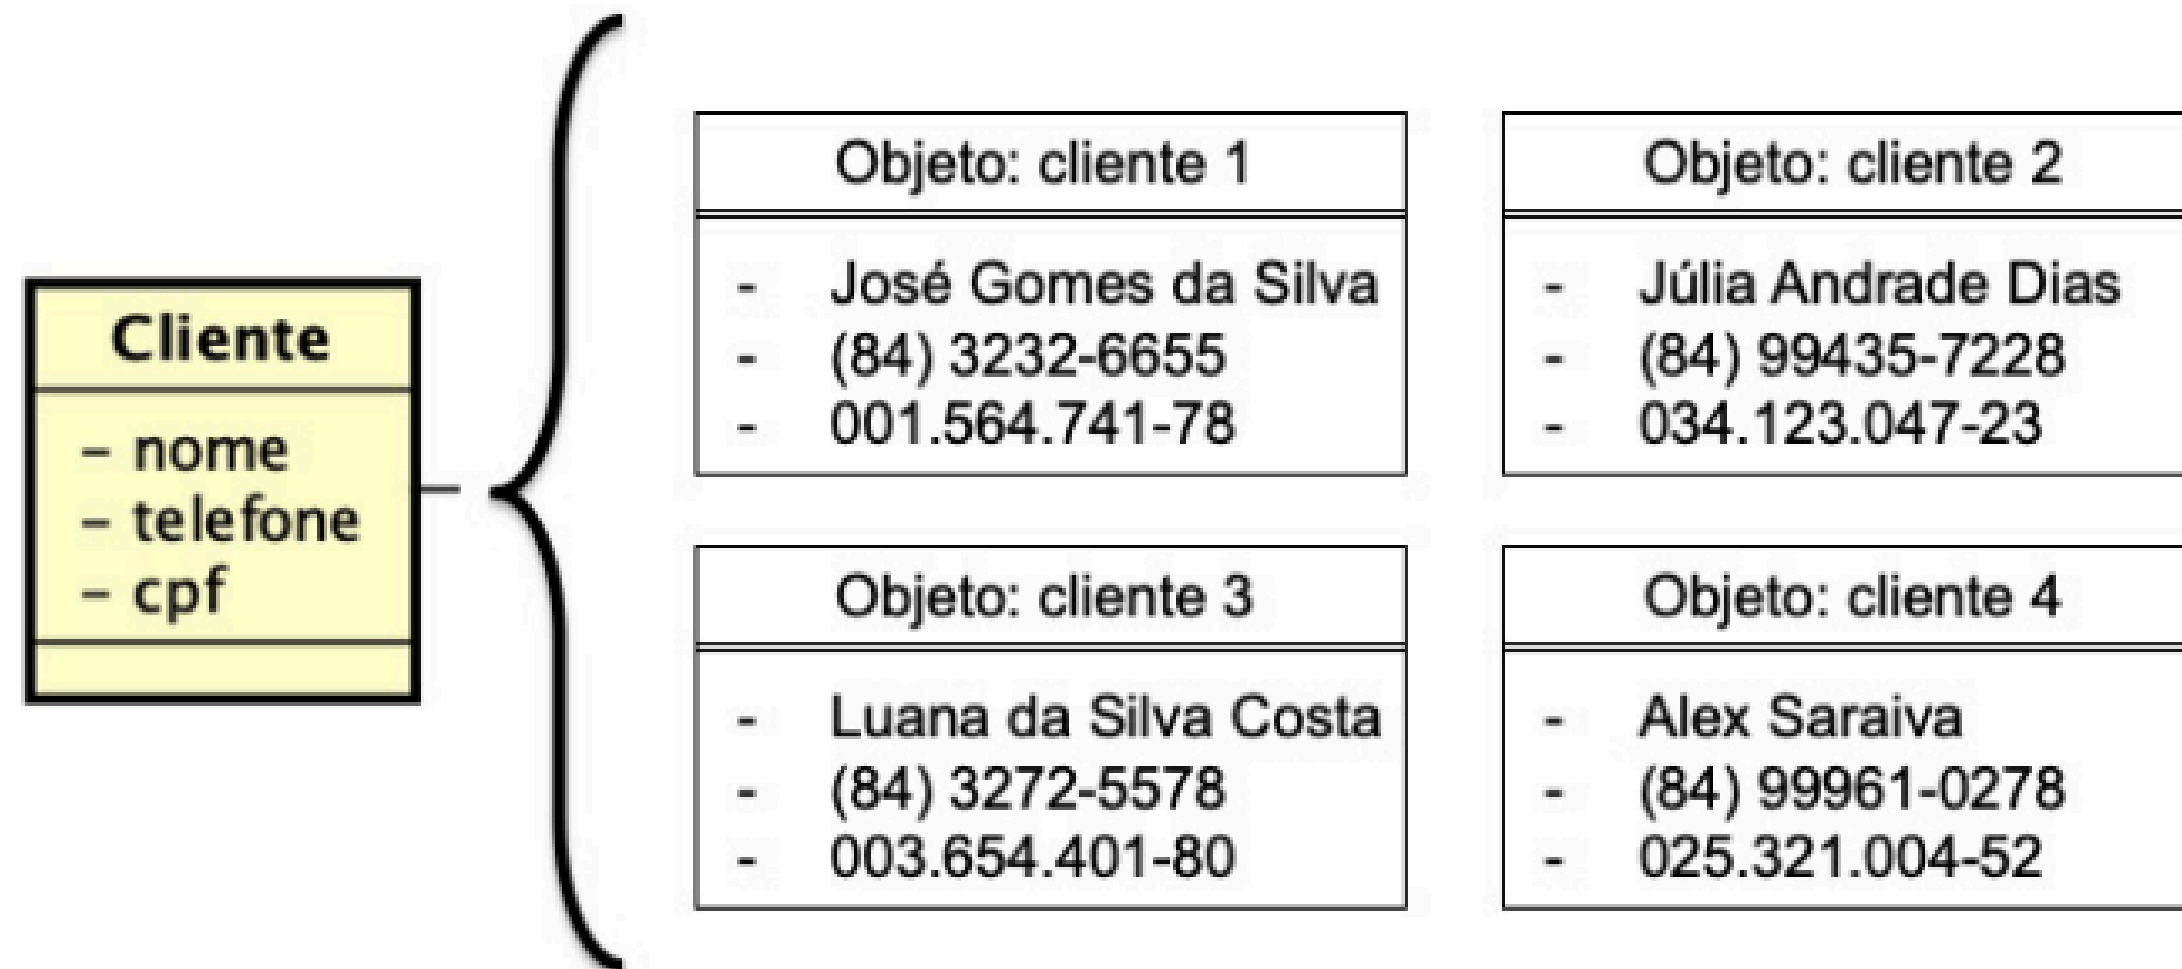 Cliente
– nome
– telefone
– cpf
Objeto: cliente 1
- José Gomes da Silva
- (84) 3232-6655
- 001.564.741-78
Objeto: cliente 2
- Júlia Andrade Dias
- (84) 99435-7228
- 034.123.047-23
Objeto: cliente 3
- Luana da Silva Costa
- (84) 3272-5578
- 003.654.401-80
Objeto: cliente 4
- Alex Saraiva
- (84) 99961-0278
- 025.321.004-52